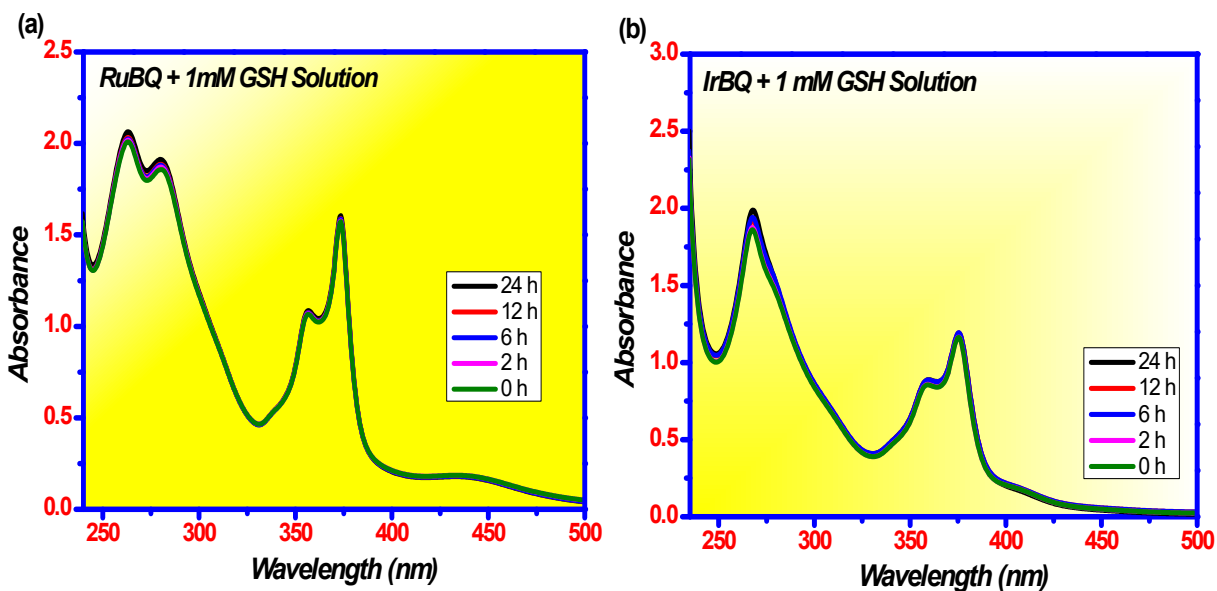 (a)
RuBQ + 1mM GSH Solution
2.5
2.0
1.5
1.0
0.5
0.0
Absorbance
24 h
12 h
6 h
2 h
0 h
250 300 350 400 450 500
Wavelength (nm)
(b)
IrBQ + 1 mM GSH Solution
3.0
2.5
2.0
1.5
1.0
0.5
0.0
Absorbance
24 h
12 h
6 h
2 h
0 h
250 300 350 400 450 500
Wavelength (nm)